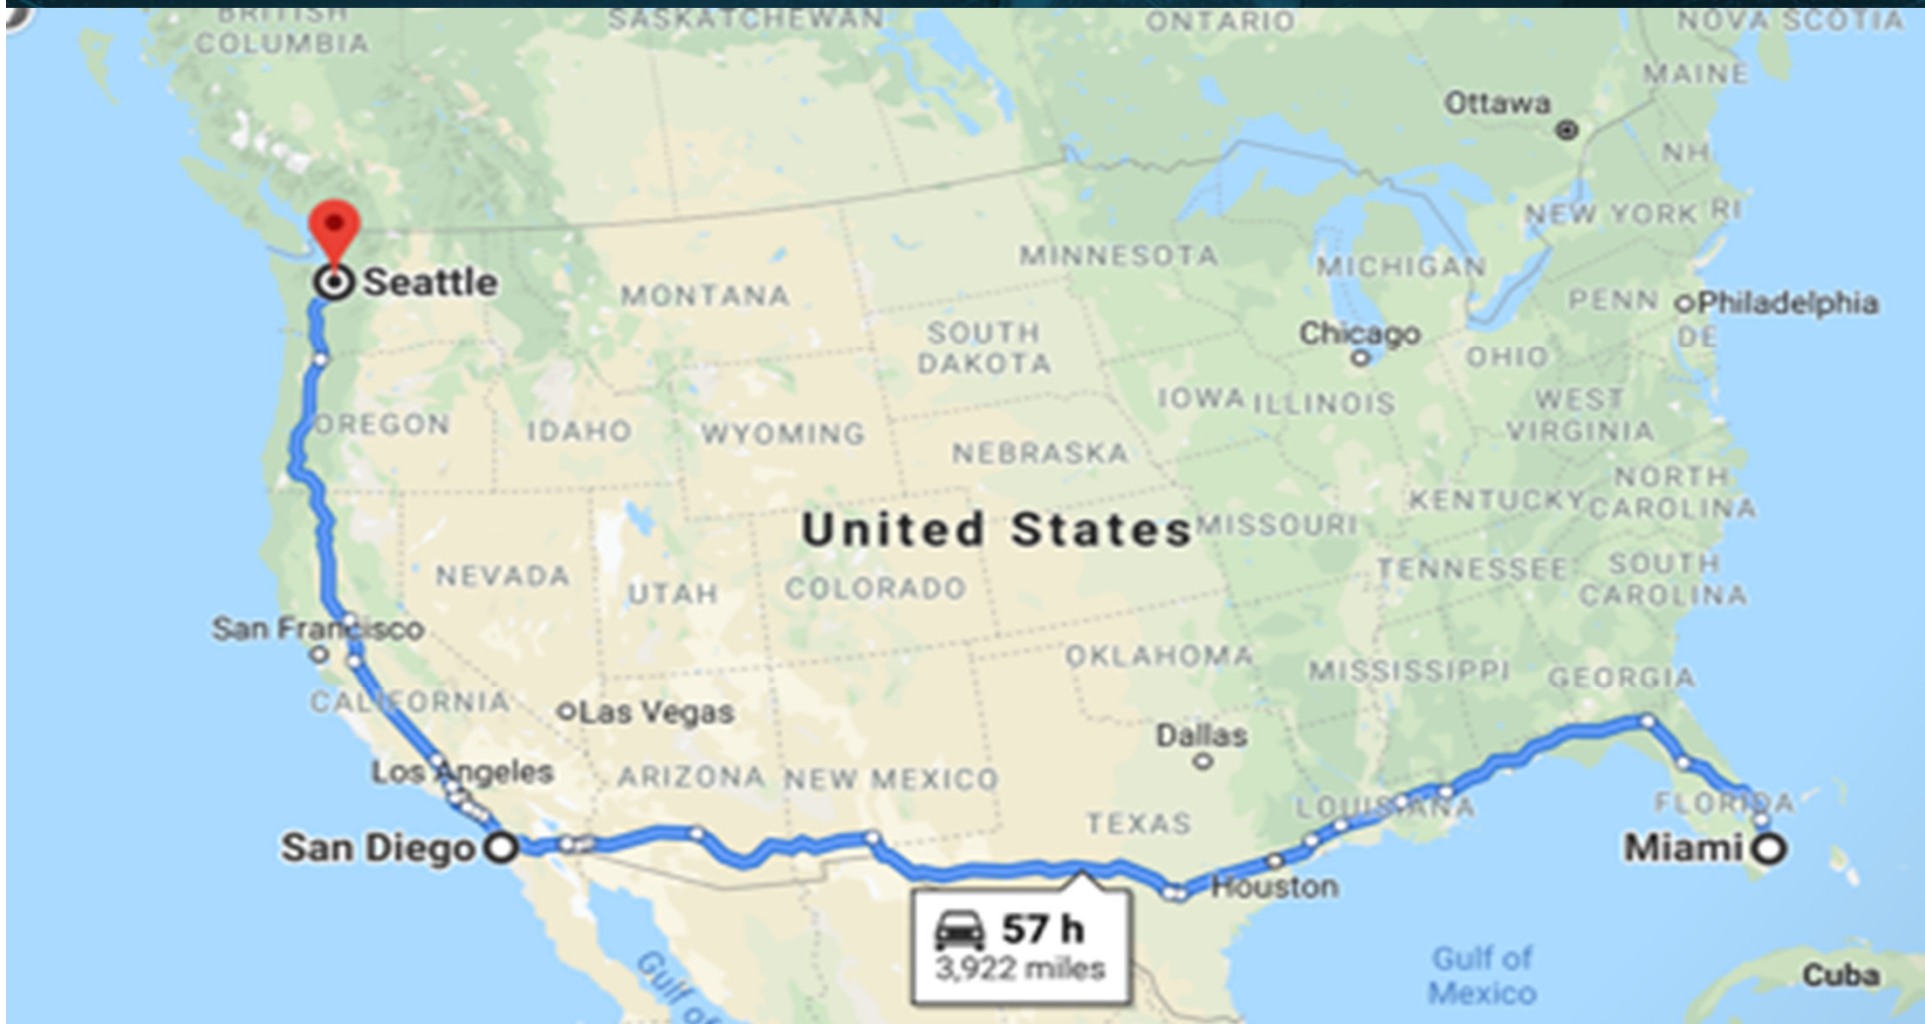 BRITISH
COLUMBIA
SASKATCHEWAN
ONTARIO
NOVA SCOTIA
MAINE
Ottawa
NH
NEW YORK
RI
Seattle
MONTANA
MINNESOTA
MICHIGAN
PENN
Philadelphia
DE
SOUTH
DAKOTA
Chicago
OHIO
OREGON
IDAHO
WYOMING
IOWA
ILLINOIS
WEST
VIRGINIA
NEBRASKA
KENTUCKY
NORTH
CAROLINA
United States
MISSOURI
NEVADA
UTAH
COLORADO
TENNESSEE
SOUTH
CAROLINA
San Francisco
CALIFORNIA
Las Vegas
OKLAHOMA
MISSISSIPPI
GEORGIA
Dallas
Los Angeles
ARIZONA
NEW MEXICO
TEXAS
LOUISIANA
FLORIDA
San Diego
Miami
Houston
57 h
3,922 miles
Gulf of
Gulf of
Mexico
Cuba